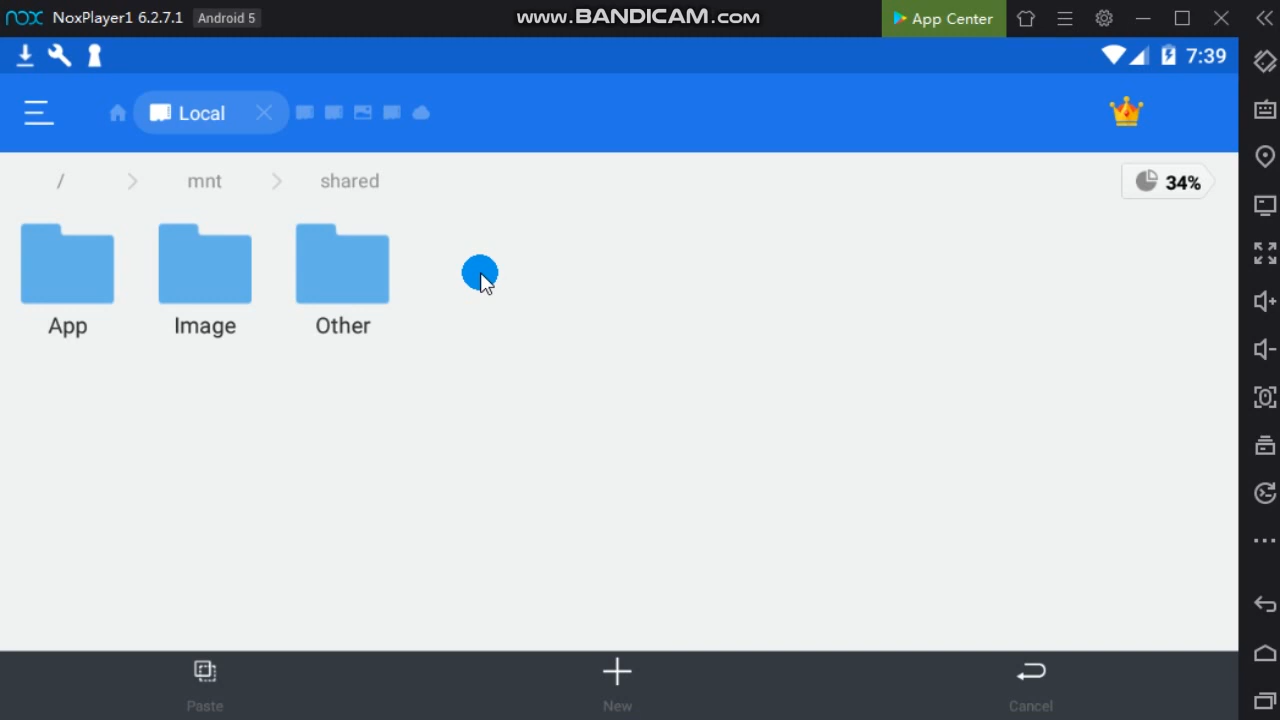 nox NoxPlayer1 6.2.7.1 Android 5 www.BANDICAM.com App Center
7:39
Local
/ mnt shared 34%
App Image Other
Paste New Cancel